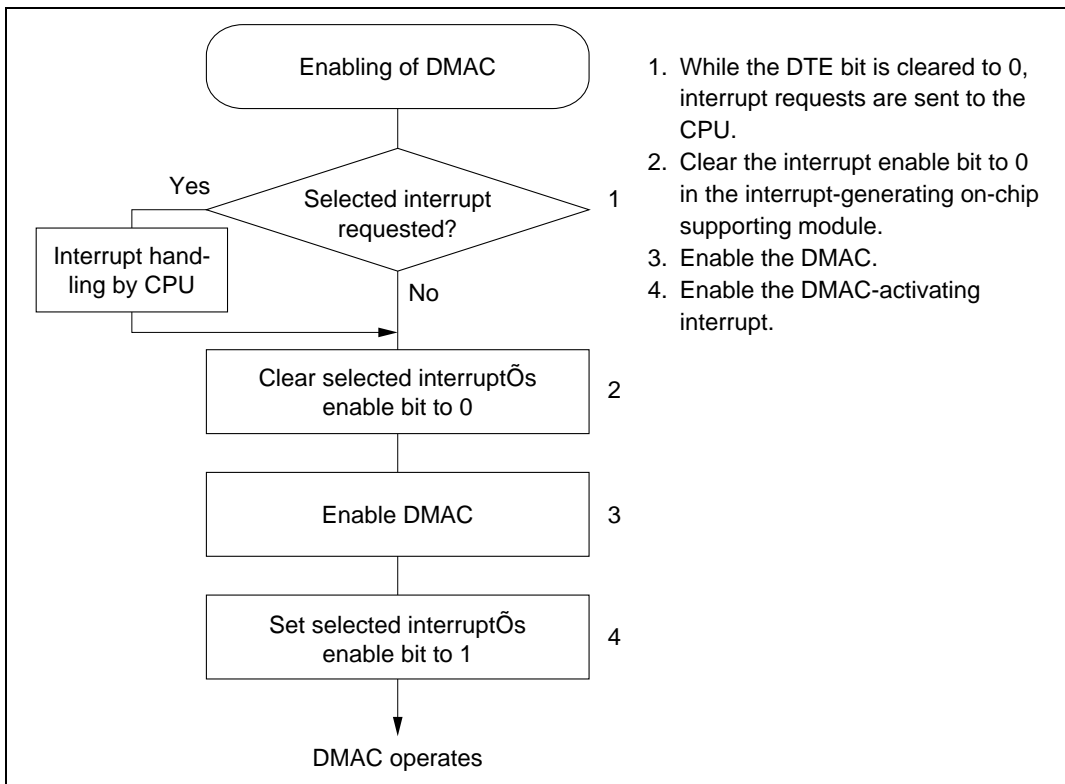 Enabling of DMAC
Yes
Selected interrupt
requested?
1
Interrupt hand-
ling by CPU
No
Clear selected interruptÕs
enable bit to 0
2
Enable DMAC
3
Set selected interruptÕs
enable bit to 1
4
DMAC operates
1. While the DTE bit is cleared to 0,
interrupt requests are sent to the
CPU.
2. Clear the interrupt enable bit to 0
in the interrupt-generating on-chip
supporting module.
3. Enable the DMAC.
4. Enable the DMAC-activating
interrupt.